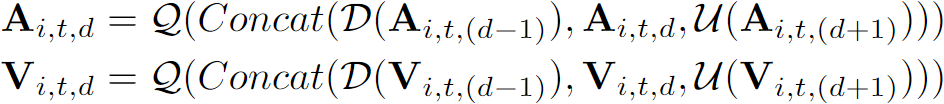 𝐀_{i,t,d} = 𝒬(Concat(𝒟(𝐀_{i,t,(d−1)}), 𝐀_{i,t,d}, 𝒰(𝐀_{i,t,(d+1)})))
𝐕_{i,t,d} = 𝒬(Concat(𝒟(𝐕_{i,t,(d−1)}), 𝐕_{i,t,d}, 𝒰(𝐕_{i,t,(d+1)})))